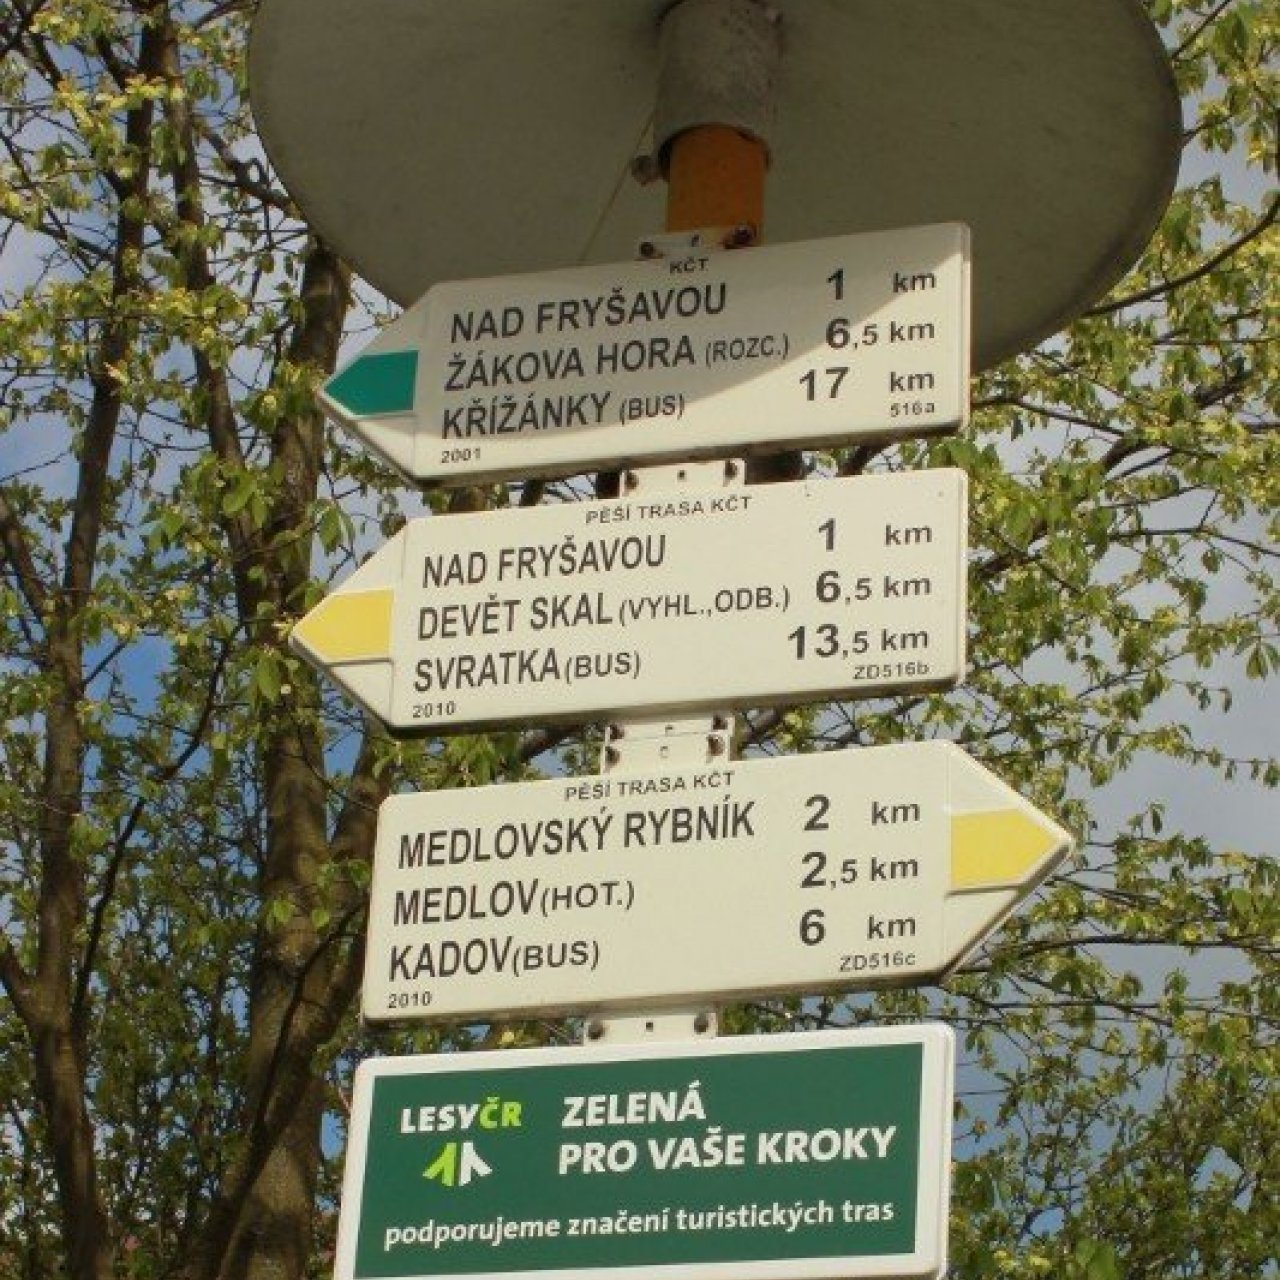 KČT
NAD FRYŠAVOU 1 km
ŽÁKOVA HORA (ROZC.) 6,5 km
KŘÍŽÁNKY (BUS) 17 km
2001 516a
PĚŠÍ TRASA KČT
NAD FRYŠAVOU 1 km
DEVĚT SKAL (VYHL.,ODB.) 6,5 km
SVRATKA (BUS) 13,5 km
2010 ZD516b
PĚŠÍ TRASA KČT
MEDLOVSKÝ RYBNÍK 2 km
MEDLOV (HOT.) 2,5 km
KADOV (BUS) 6 km
2010 ZD516c
LESYČR ZELENÁ
PRO VAŠE KROKY
podporujeme značení turistických tras